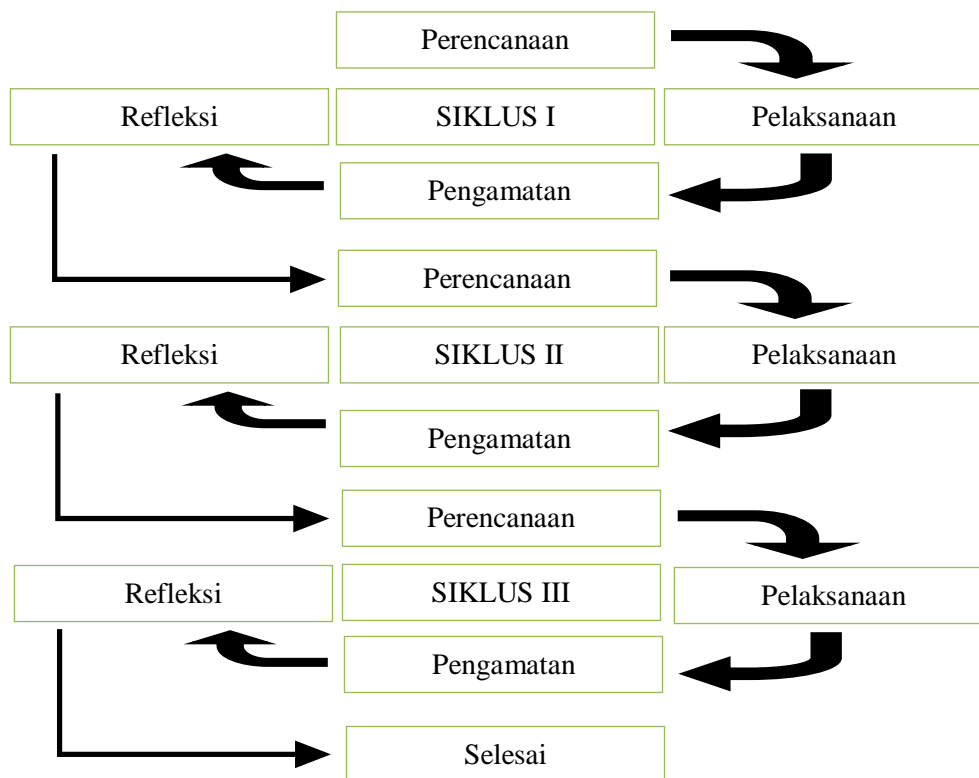 Perencanaan
Refleksi
SIKLUS I
Pelaksanaan
Pengamatan
Perencanaan
Refleksi
SIKLUS II
Pelaksanaan
Pengamatan
Perencanaan
Refleksi
SIKLUS III
Pelaksanaan
Pengamatan
Selesai